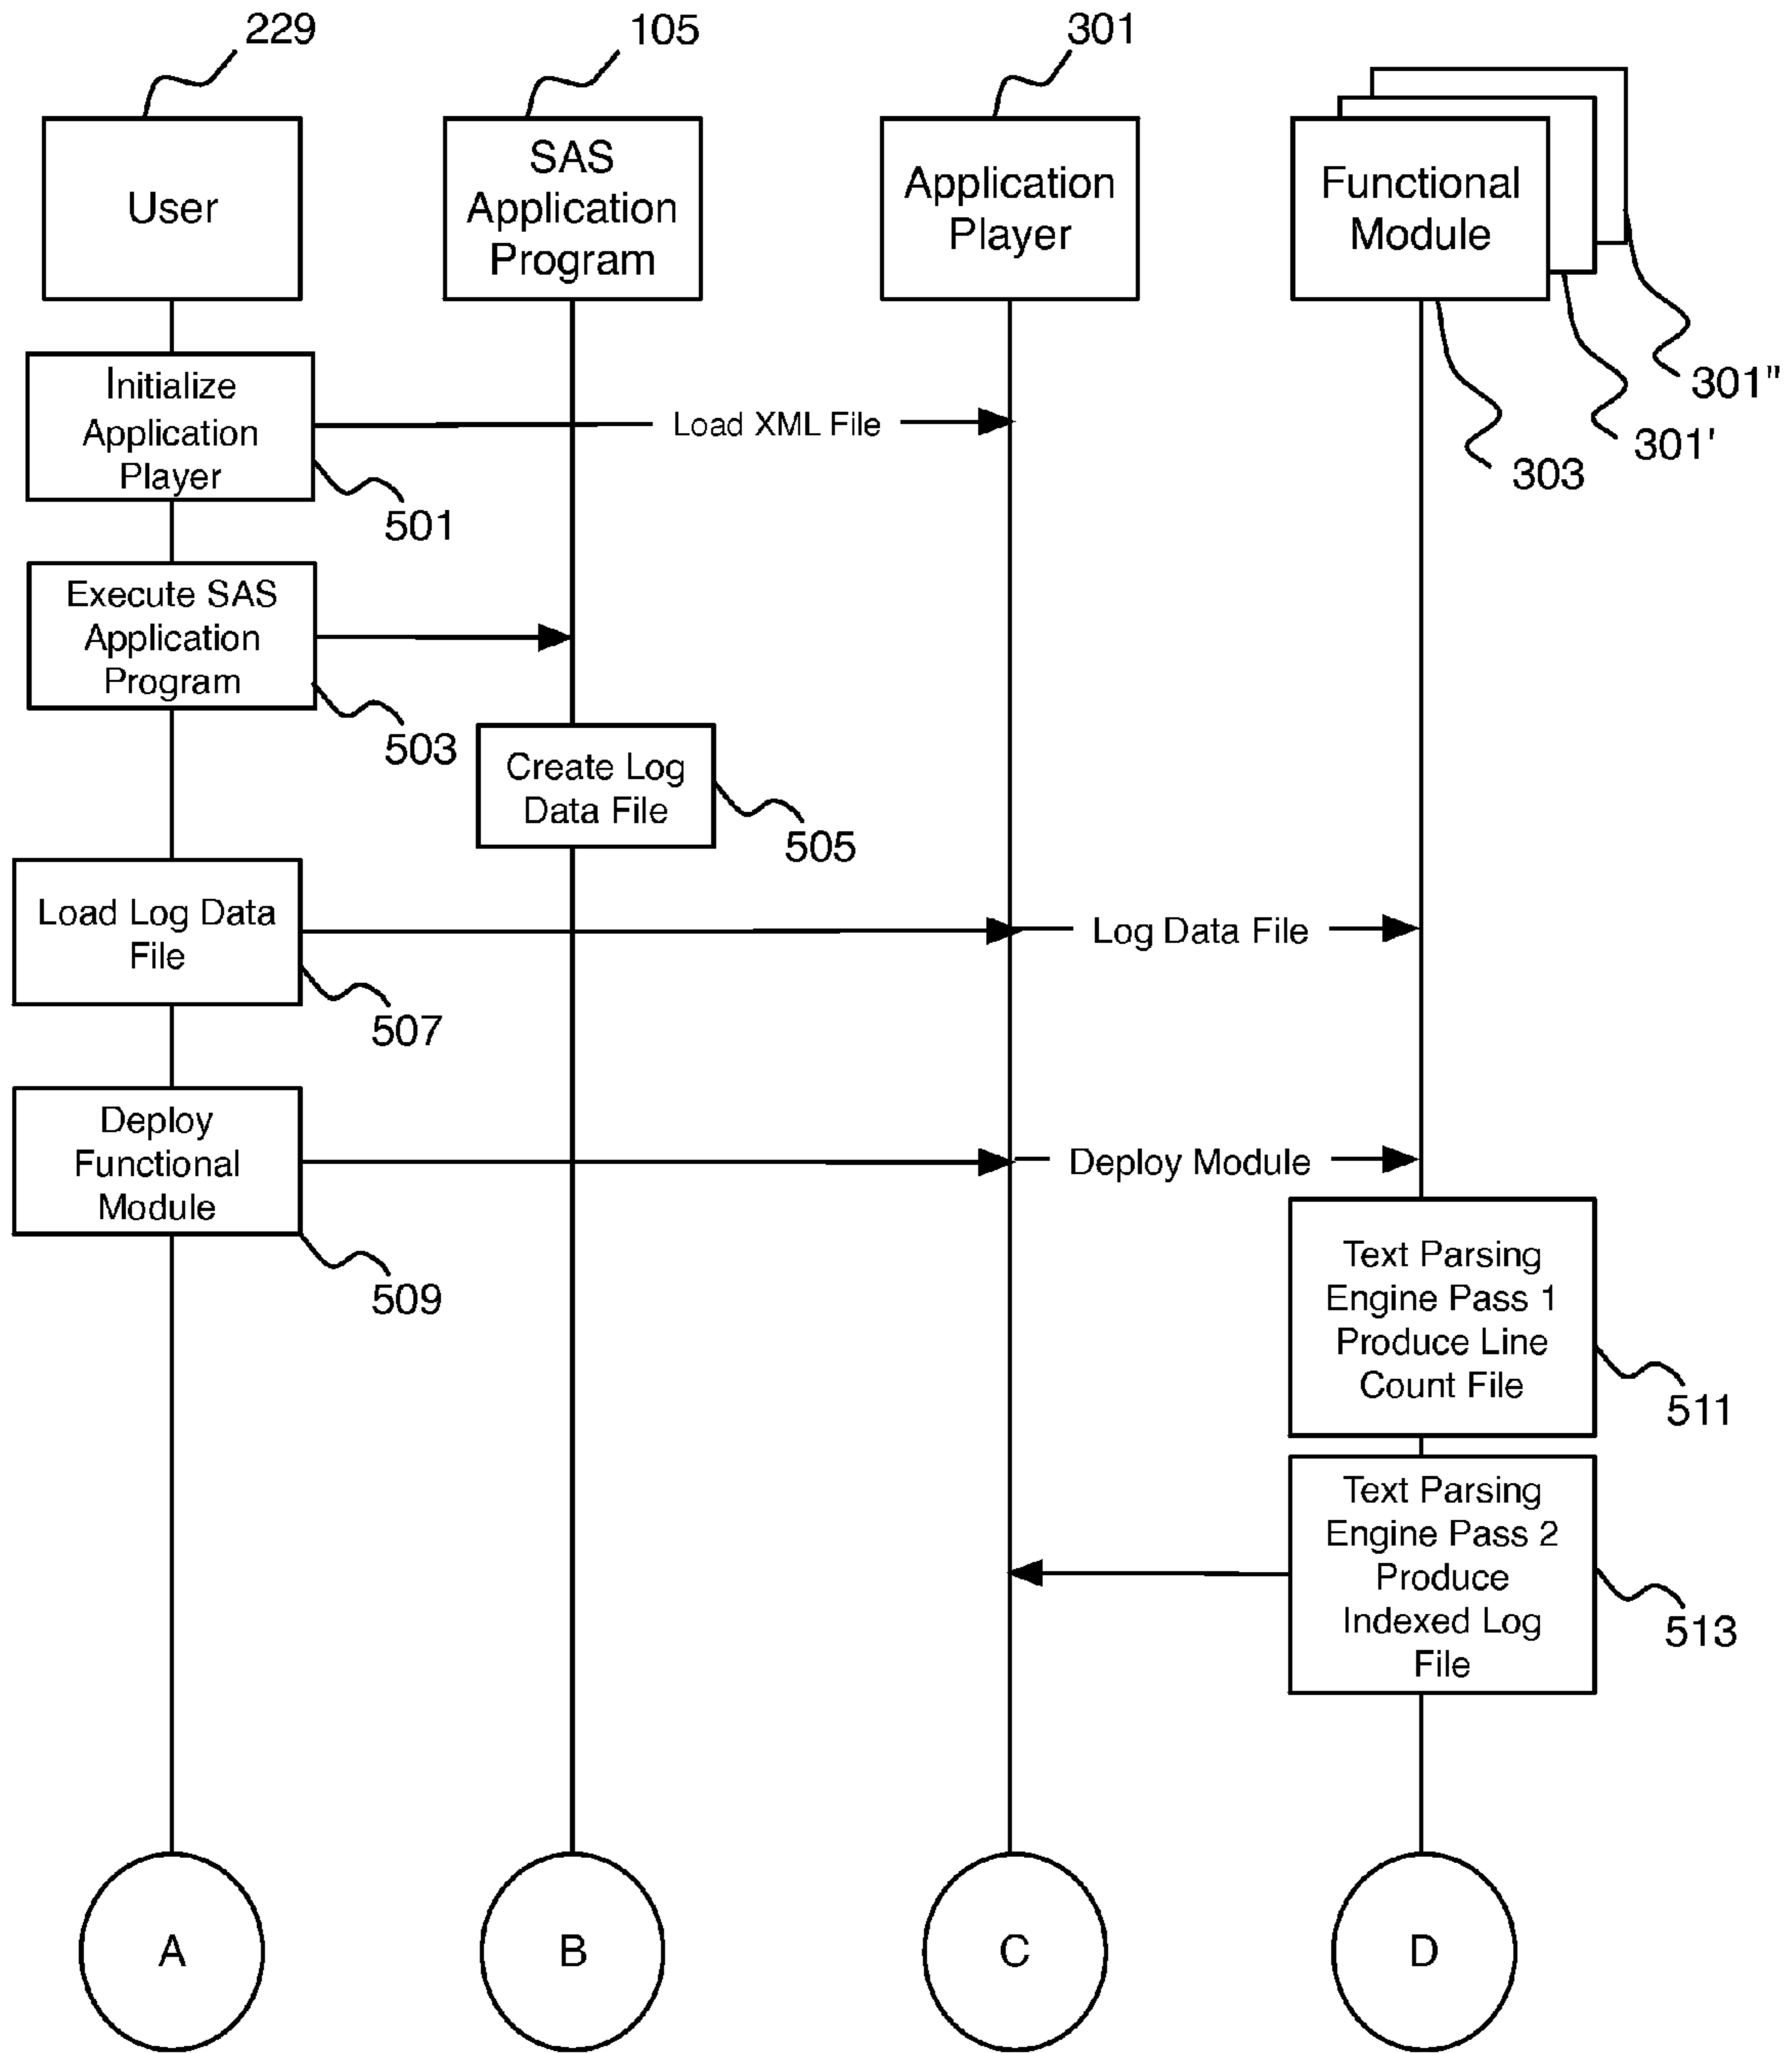 229
105
301
User
SAS
Application
Program
Application
Player
Functional
Module
301"
301'
303
Initialize
Application
Player
Load XML File
501
Execute SAS
Application
Program
503
Create Log
Data File
505
Load Log Data
File
Log Data File
507
Deploy
Functional
Module
Deploy Module
509
Text Parsing
Engine Pass 1
Produce Line
Count File
511
Text Parsing
Engine Pass 2
Produce
Indexed Log
File
513
A
B
C
D